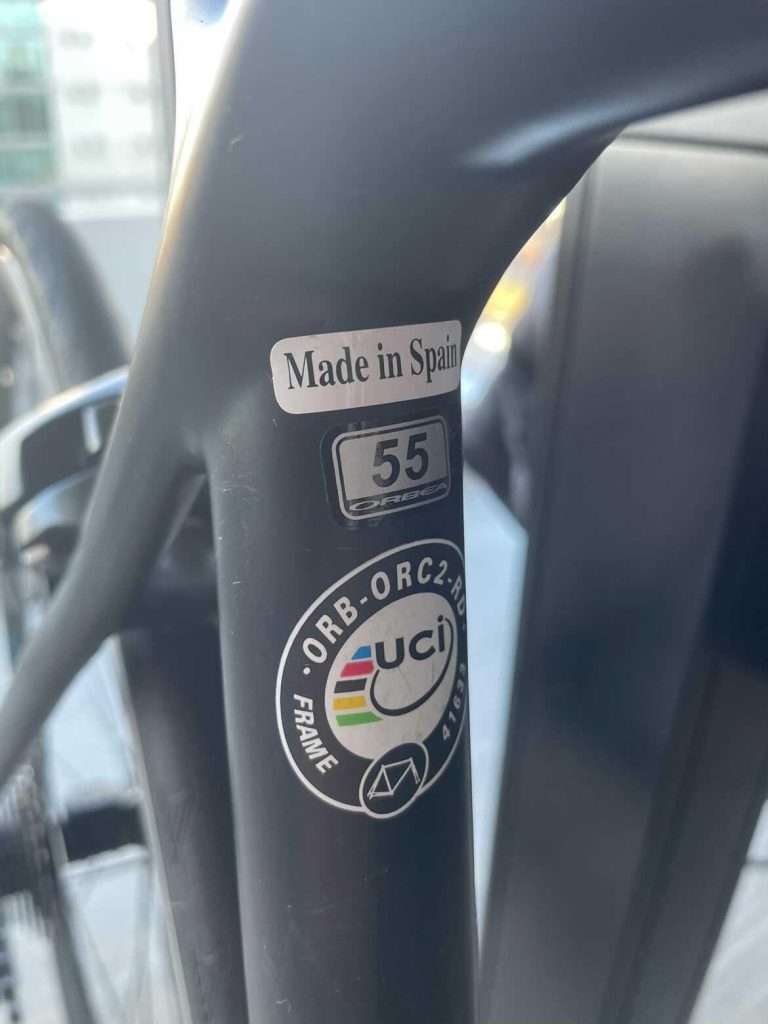 Made in Spain
55
ORBEA
ORB-ORC2-RD
UCI
FRAME
41633